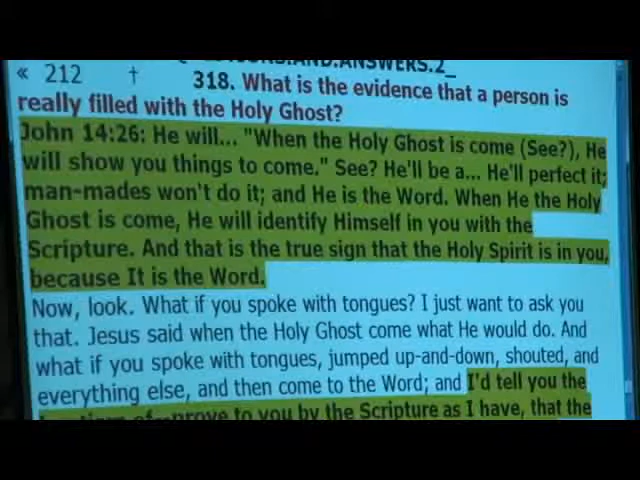 AND.ANSWERS.2_
« 212 † 318. What is the evidence that a person is
really filled with the Holy Ghost?
John 14:26: He will... "When the Holy Ghost is come (See?), He
will show you things to come." See? He'll be a... He'll perfect it;
man-mades won't do it; and He is the Word. When He the Holy
Ghost is come, He will identify Himself in you with the
Scripture. And that is the true sign that the Holy Spirit is in you,
because It is the Word.
Now, look. What if you spoke with tongues? I just want to ask you
that. Jesus said when the Holy Ghost come what He would do. And
what if you spoke with tongues, jumped up-and-down, shouted, and
everything else, and then come to the Word; and I'd tell you the
of prove to you by the Scripture as I have, that the